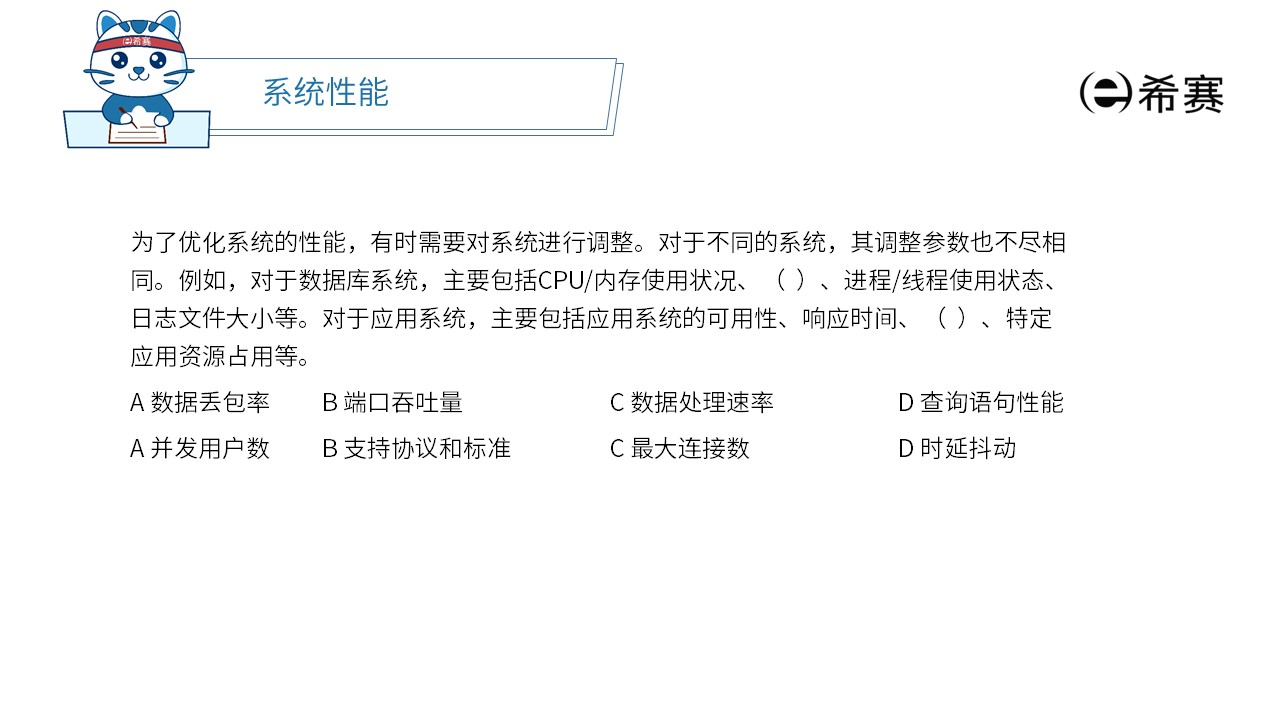 希赛
系统性能
希赛
为了优化系统的性能，有时需要对系统进行调整。对于不同的系统，其调整参数也不尽相
同。例如，对于数据库系统，主要包括CPU/内存使用状况、（ ）、进程/线程使用状态、
日志文件大小等。对于应用系统，主要包括应用系统的可用性、响应时间、（ ）、特定
应用资源占用等。
A 数据丢包率 B 端口吞吐量 C 数据处理速率 D 查询语句性能
A 并发用户数 B 支持协议和标准 C 最大连接数 D 时延抖动